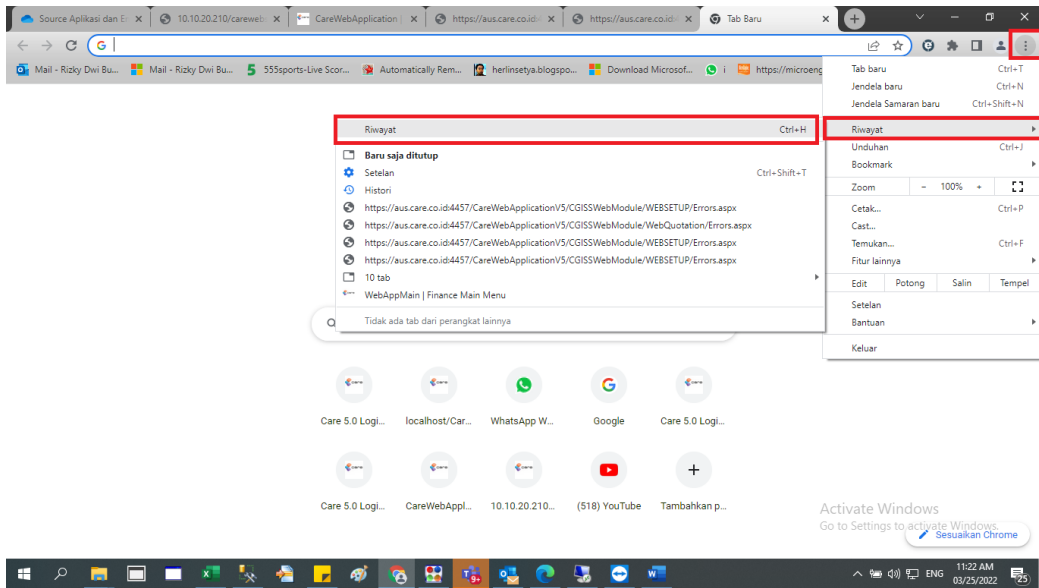 Source Aplikasi dan E
10.10.20.210/careweb
CareWebApplication |
https://aus.care.co.id
https://aus.care.co.id
Tab Baru
Mail - Rizky Dwi Bu...
Mail - Rizky Dwi Bu...
555sports-Live Scor...
Automatically Rem...
herlinsetya.blogspo...
Download Microsof...
i
https://microeng
Tab baru Ctrl+T
Jendela baru Ctrl+N
Jendela Samaran baru Ctrl+Shift+N
Riwayat
Unduhan Ctrl+J
Bookmark
Zoom - 100% +
Cetak... Ctrl+P
Cast...
Temukan... Ctrl+F
Fitur lainnya
Edit Potong Salin Tempel
Setelan
Bantuan
Keluar
Riwayat Ctrl+H
Baru saja ditutup
Setelan Ctrl+Shift+T
Histori
https://aus.care.co.id:4457/CareWebApplicationV5/CGISSWebModule/WEBSETUP/Errors.aspx
https://aus.care.co.id:4457/CareWebApplicationV5/CGISSWebModule/WebQuotation/Errors.aspx
https://aus.care.co.id:4457/CareWebApplicationV5/CGISSWebModule/WEBSETUP/Errors.aspx
https://aus.care.co.id:4457/CareWebApplicationV5/CGISSWebModule/WEBSETUP/Errors.aspx
10 tab
WebAppMain | Finance Main Menu
Tidak ada tab dari perangkat lainnya
Care 5.0 Logi...
localhost/Car...
WhatsApp W...
Google
Care 5.0 Logi...
Care 5.0 Logi...
CareWebAppl...
10.10.20.210...
(518) YouTube
Tambahkan p...
Activate Windows
Go to Settings to activate Windows.
Sesuaikan Chrome
ENG
11:22 AM
03/25/2022
25